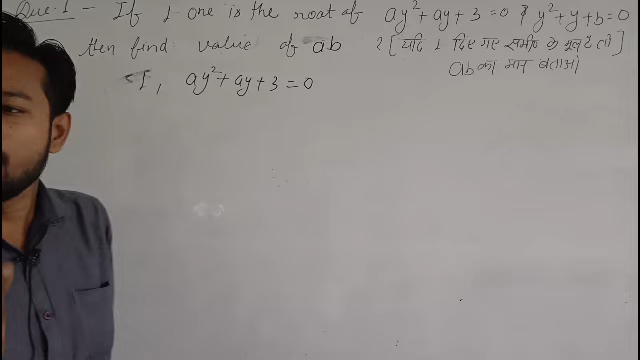 Que:1 - If 1 one is the root of ay²+ay+3=0 & y²+y+b=0
then find value of ab ? [यदि 1 दिए गए समी० के मूल है तो]
ab का मान बताओ
I, ay²+ay+3=0